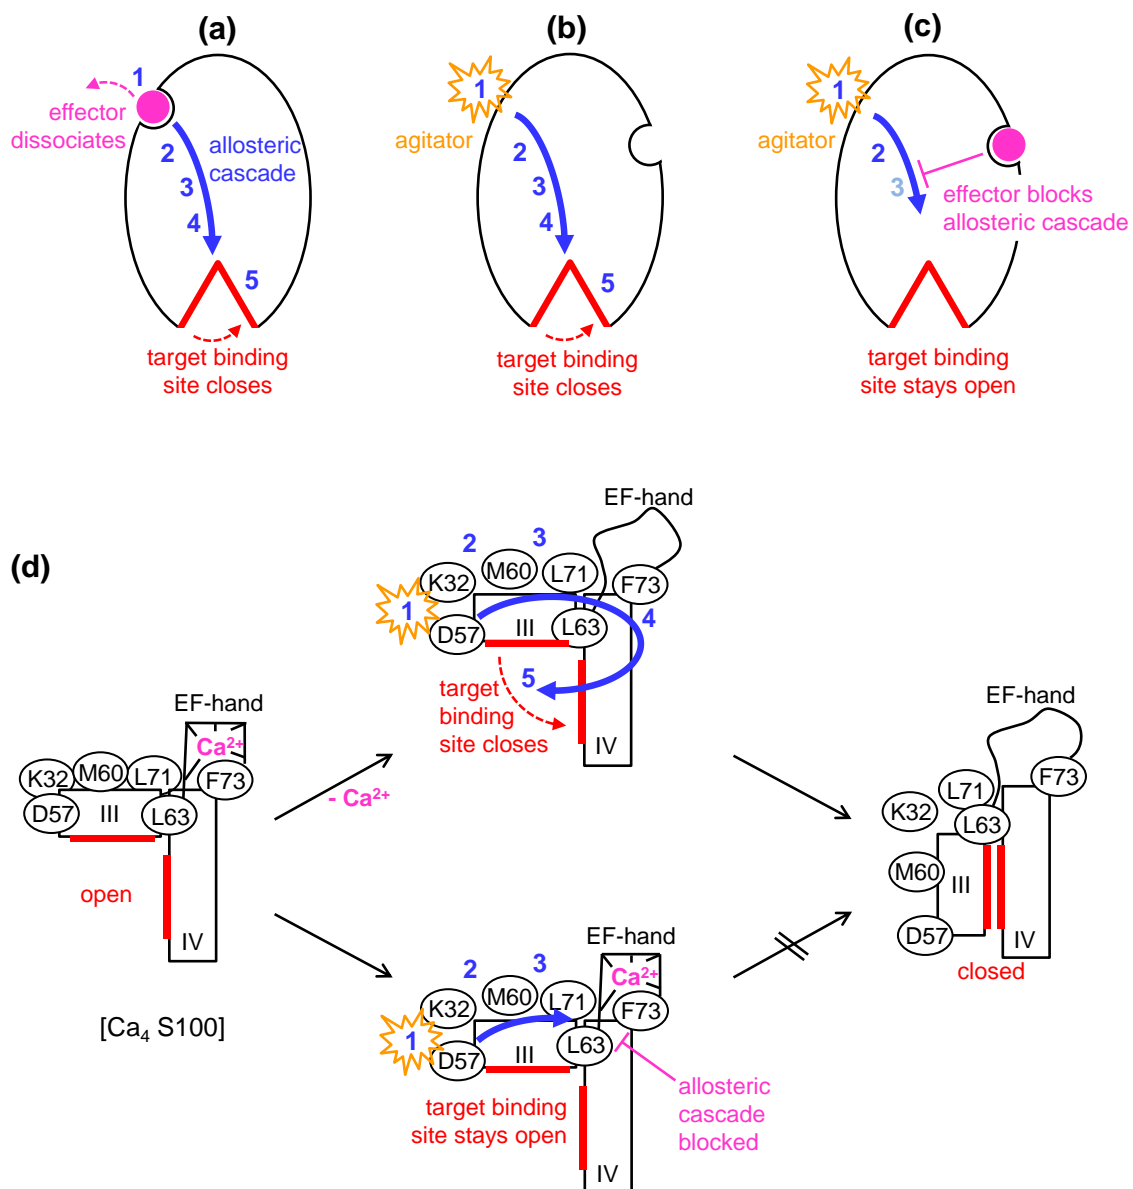 (a)
1
effector
dissociates
allosteric
cascade
2
3
4
5
target binding
site closes
(b)
1
agitator
2
3
4
5
target binding
site closes
(c)
1
agitator
2
3
effector blocks
allosteric cascade
target binding
site stays open
(d)
EF-hand
Ca²⁺
K32
M60
L71
F73
D57
III
L63
open
IV
[Ca₄ S100]
- Ca²⁺
EF-hand
2
3
K32
M60
L71
F73
1
D57
III
L63
4
5
target
binding
site closes
IV
EF-hand
2
3
Ca²⁺
K32
M60
L71
F73
1
D57
III
L63
target binding
site stays open
allosteric
cascade
blocked
IV
EF-hand
F73
L71
K32
L63
M60
III
D57
IV
closed